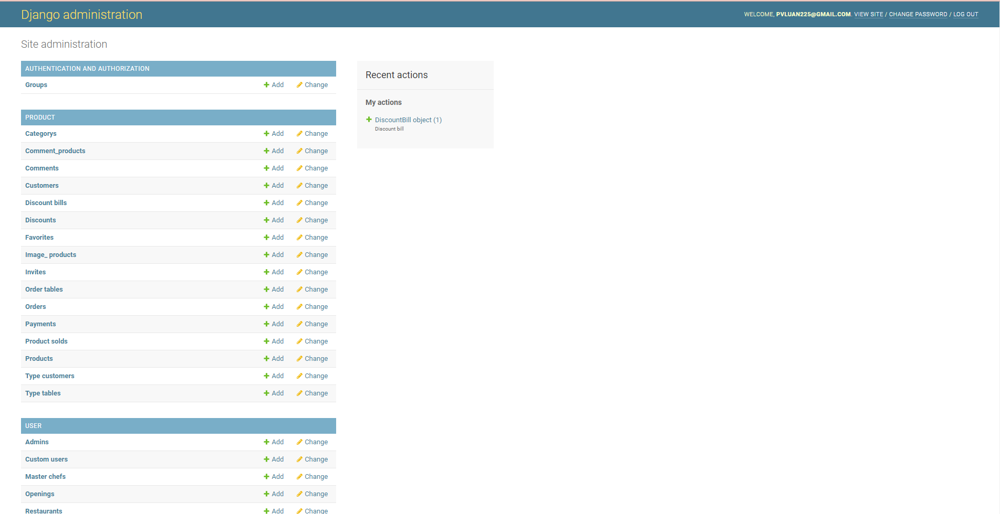 Django administration
WELCOME, PVLUAN225@GMAIL.COM. VIEW SITE / CHANGE PASSWORD / LOG OUT
Site administration
AUTHENTICATION AND AUTHORIZATION
Groups Add Change
PRODUCT
Categorys Add Change
Comment_products Add Change
Comments Add Change
Customers Add Change
Discount bills Add Change
Discounts Add Change
Favorites Add Change
Image_ products Add Change
Invites Add Change
Order tables Add Change
Orders Add Change
Payments Add Change
Product solds Add Change
Products Add Change
Type customers Add Change
Type tables Add Change
USER
Admins Add Change
Custom users Add Change
Master chefs Add Change
Openings Add Change
Restaurants Add Change
Recent actions
My actions
DiscountBill object (1)
Discount bill